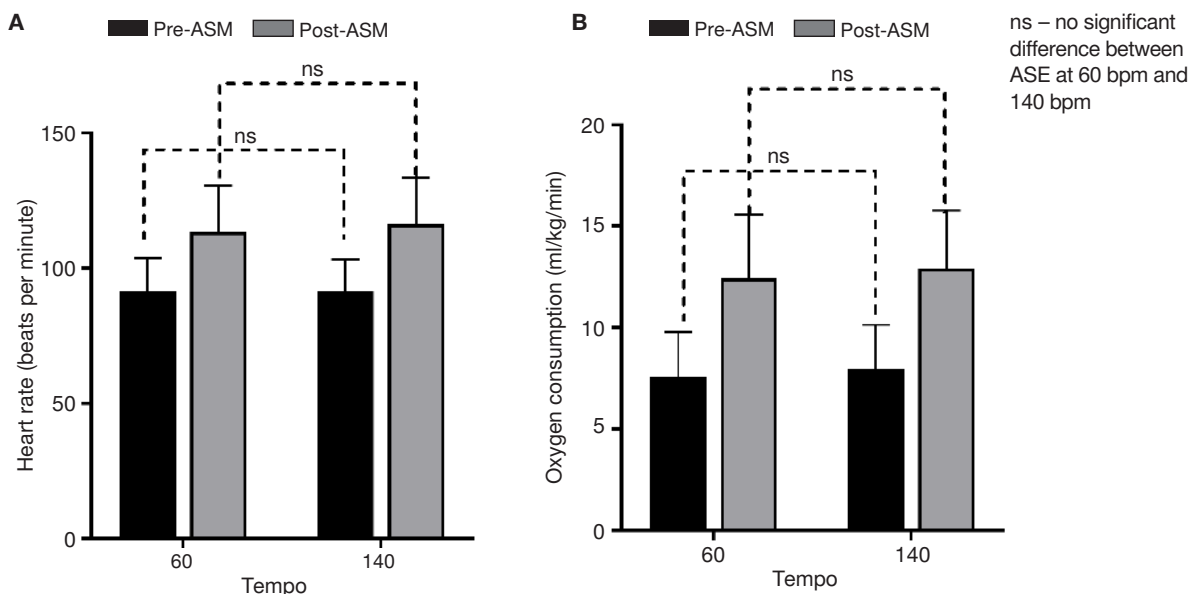 A
Pre-ASM Post-ASM
ns
ns
150
100
50
0
Heart rate (beats per minute)
60 140
Tempo
B
Pre-ASM Post-ASM
ns
ns
20
15
10
5
0
Oxygen consumption (ml/kg/min)
60 140
Tempo
ns – no significant
difference between
ASE at 60 bpm and
140 bpm